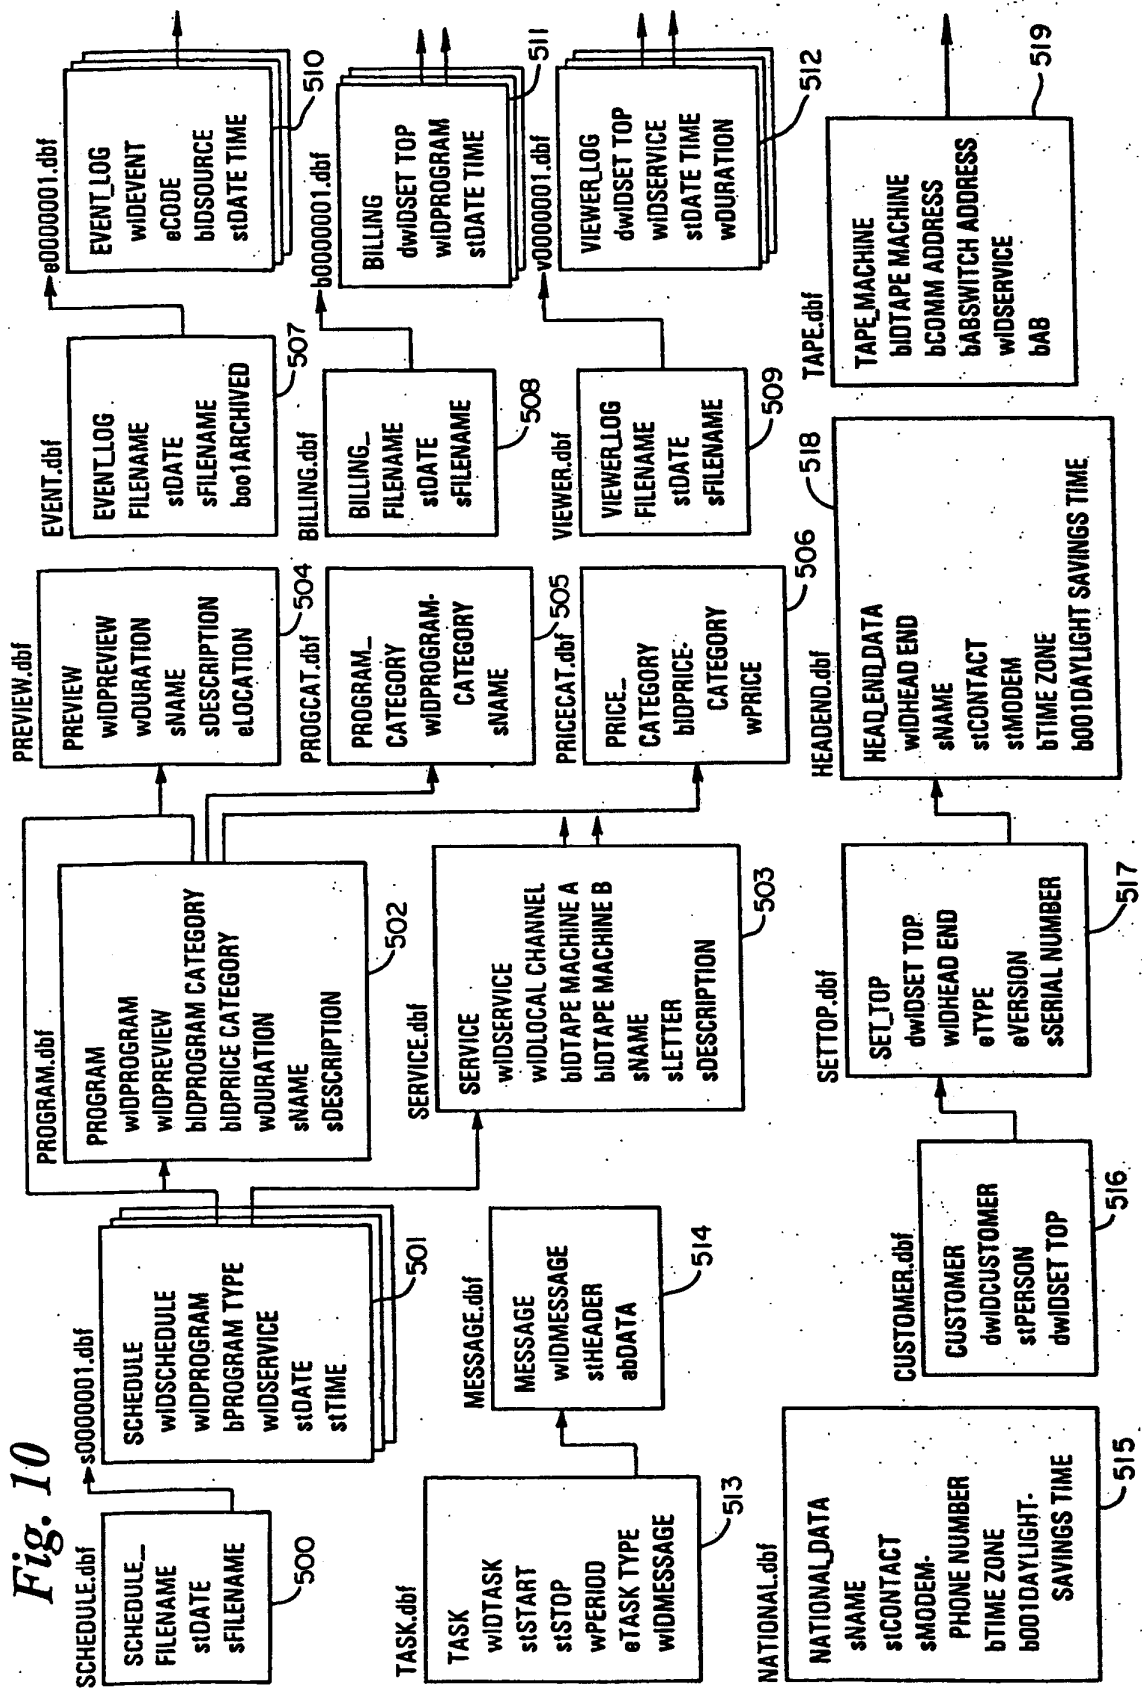 Fig. 10
SCHEDULE.dbf
SCHEDULE_
FILENAME
stDATE
sFILENAME
500
s0000001.dbf
SCHEDULE
wIDSCHEDULE
wIDPROGRAM
bPROGRAM TYPE
wIDSERVICE
stDATE
stTIME
501
PROGRAM.dbf
PROGRAM
wIDPROGRAM
wIDPREVIEW
bIDPROGRAM CATEGORY
bIDPRICE CATEGORY
wDURATION
sNAME
sDESCRIPTION
502
SERVICE.dbf
SERVICE
wIDSERVICE
wIDLOCAL CHANNEL
bIDTAPE MACHINE A
bIDTAPE MACHINE B
sNAME
sLETTER
sDESCRIPTION
503
PREVIEW.dbf
PREVIEW
wIDPREVIEW
wDURATION
sNAME
sDESCRIPTION
eLOCATION
504
PROGCAT.dbf
PROGRAM_
CATEGORY
wIDPROGRAM-
CATEGORY
sNAME
505
PRICECAT.dbf
PRICE_
CATEGORY
bIDPRICE-
CATEGORY
wPRICE
506
EVENT.dbf
EVENT_LOG
FILENAME
stDATE
sFILENAME
boo1ARCHIVED
507
BILLING.dbf
BILLING_
FILENAME
stDATE
sFILENAME
508
VIEWER.dbf
VIEWER_LOG
FILENAME
stDATE
sFILENAME
509
e0000001.dbf
EVENT_LOG
wIDEVENT
eCODE
bIDSOURCE
stDATE TIME
510
b0000001.dbf
BILLING
dwIDSET TOP
wIDPROGRAM
stDATE TIME
511
v0000001.dbf
VIEWER_LOG
dwIDSET TOP
wIDSERVICE
stDATE TIME
wDURATION
512
TASK.dbf
TASK
wIDTASK
stSTART
stSTOP
wPERIOD
eTASK TYPE
wIDMESSAGE
513
MESSAGE.dbf
MESSAGE
wIDMESSAGE
stHEADER
abDATA
514
NATIONAL.dbf
NATIONAL_DATA
sNAME
stCONTACT
sMODEM-
PHONE NUMBER
bTIME ZONE
b001DAYLIGHT-
SAVINGS TIME
515
CUSTOMER.dbf
CUSTOMER
dwIDCUSTOMER
stPERSON
dwIDSET TOP
516
SETTOP.dbf
SET_TOP
dwIDSET TOP
wIDHEAD END
eTYPE
eVERSION
sSERIAL NUMBER
517
HEADEND.dbf
HEAD_END_DATA
wIDHEAD END
sNAME
stCONTACT
stMODEM
bTIME ZONE
b001DAYLIGHT SAVINGS TIME
518
TAPE.dbf
TAPE_MACHINE
bIDTAPE MACHINE
bCOMM ADDRESS
bABSWITCH ADDRESS
wIDSERVICE
bAB
519